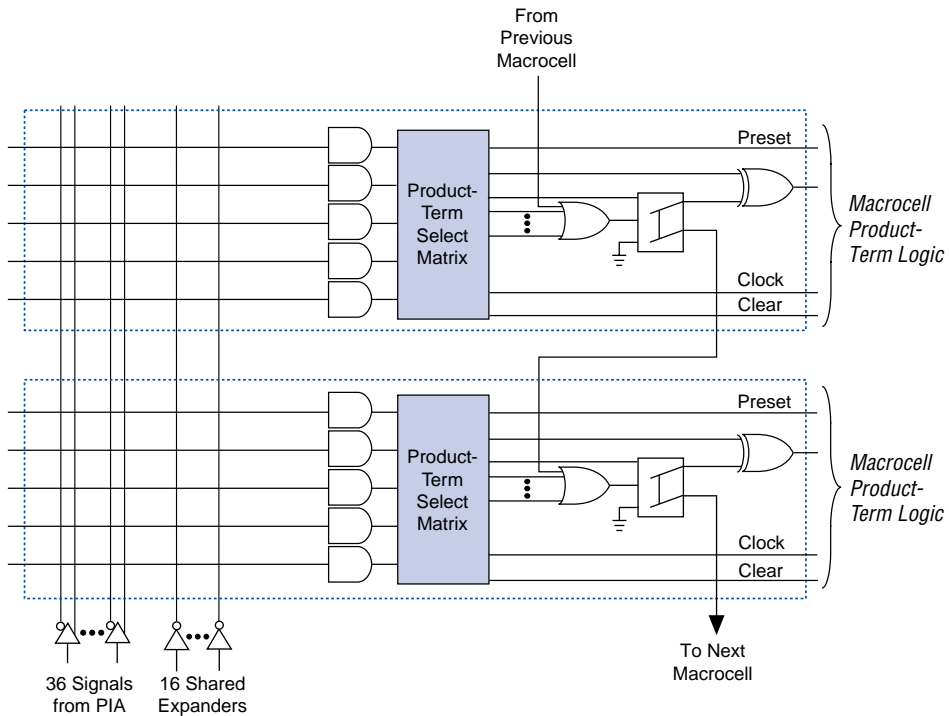 From
Previous
Macrocell
Preset
Product-
Term
Select
Matrix
Macrocell
Product-
Term Logic
Clock
Clear
Preset
Product-
Term
Select
Matrix
Macrocell
Product-
Term Logic
Clock
Clear
36 Signals
from PIA
16 Shared
Expanders
To Next
Macrocell